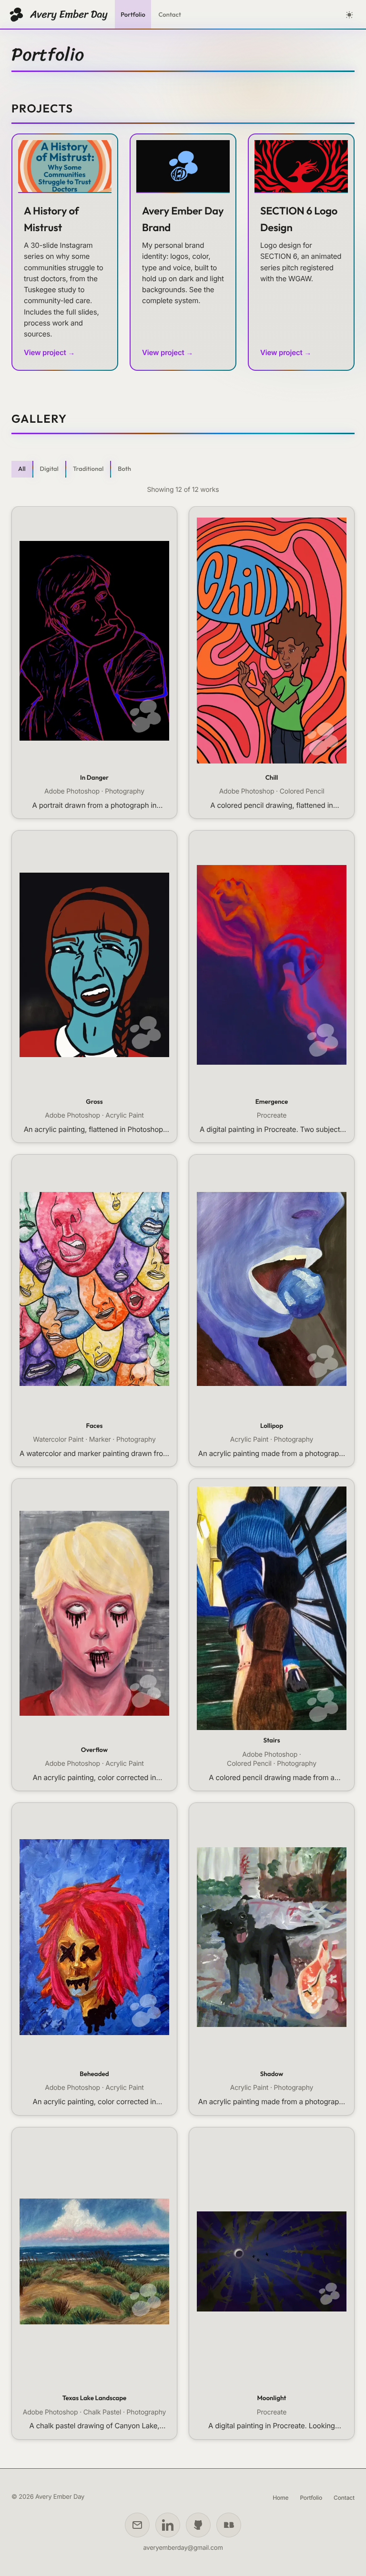 Avery Ember Day
Portfolio
Contact
Portfolio
PROJECTS
A History of
Mistrust:
Why Some
Communities
Struggle to Trust
Doctors
A History of
Mistrust
A 30-slide Instagram
series on why some
communities struggle to
trust doctors, from the
Tuskegee study to
community-led care.
Includes the full slides,
process work and
sources.
View project →
Avery Ember Day
Brand
My personal brand
identity: logos, color,
type and voice, built to
hold up on dark and light
backgrounds. See the
complete system.
View project →
SECTION 6 Logo
Design
Logo design for
SECTION 6, an animated
series pitch registered
with the WGAW.
View project →
GALLERY
All
Digital
Traditional
Both
Showing 12 of 12 works
In Danger
Adobe Photoshop · Photography
A portrait drawn from a photograph in...
Chill
Chill
Adobe Photoshop · Colored Pencil
A colored pencil drawing, flattened in...
Gross
Adobe Photoshop · Acrylic Paint
An acrylic painting, flattened in Photoshop...
Emergence
Procreate
A digital painting in Procreate. Two subject...
Faces
Watercolor Paint · Marker · Photography
A watercolor and marker painting drawn fro...
Lollipop
Acrylic Paint · Photography
An acrylic painting made from a photograp...
Overflow
Adobe Photoshop · Acrylic Paint
An acrylic painting, color corrected in...
Stairs
Adobe Photoshop ·
Colored Pencil · Photography
A colored pencil drawing made from a...
Beheaded
Adobe Photoshop · Acrylic Paint
An acrylic painting, color corrected in...
Shadow
Acrylic Paint · Photography
An acrylic painting made from a photograp...
Texas Lake Landscape
Adobe Photoshop · Chalk Pastel · Photography
A chalk pastel drawing of Canyon Lake,...
Moonlight
Procreate
A digital painting in Procreate. Looking...
© 2026 Avery Ember Day
Home
Portfolio
Contact
in
RB
averyemberday@gmail.com